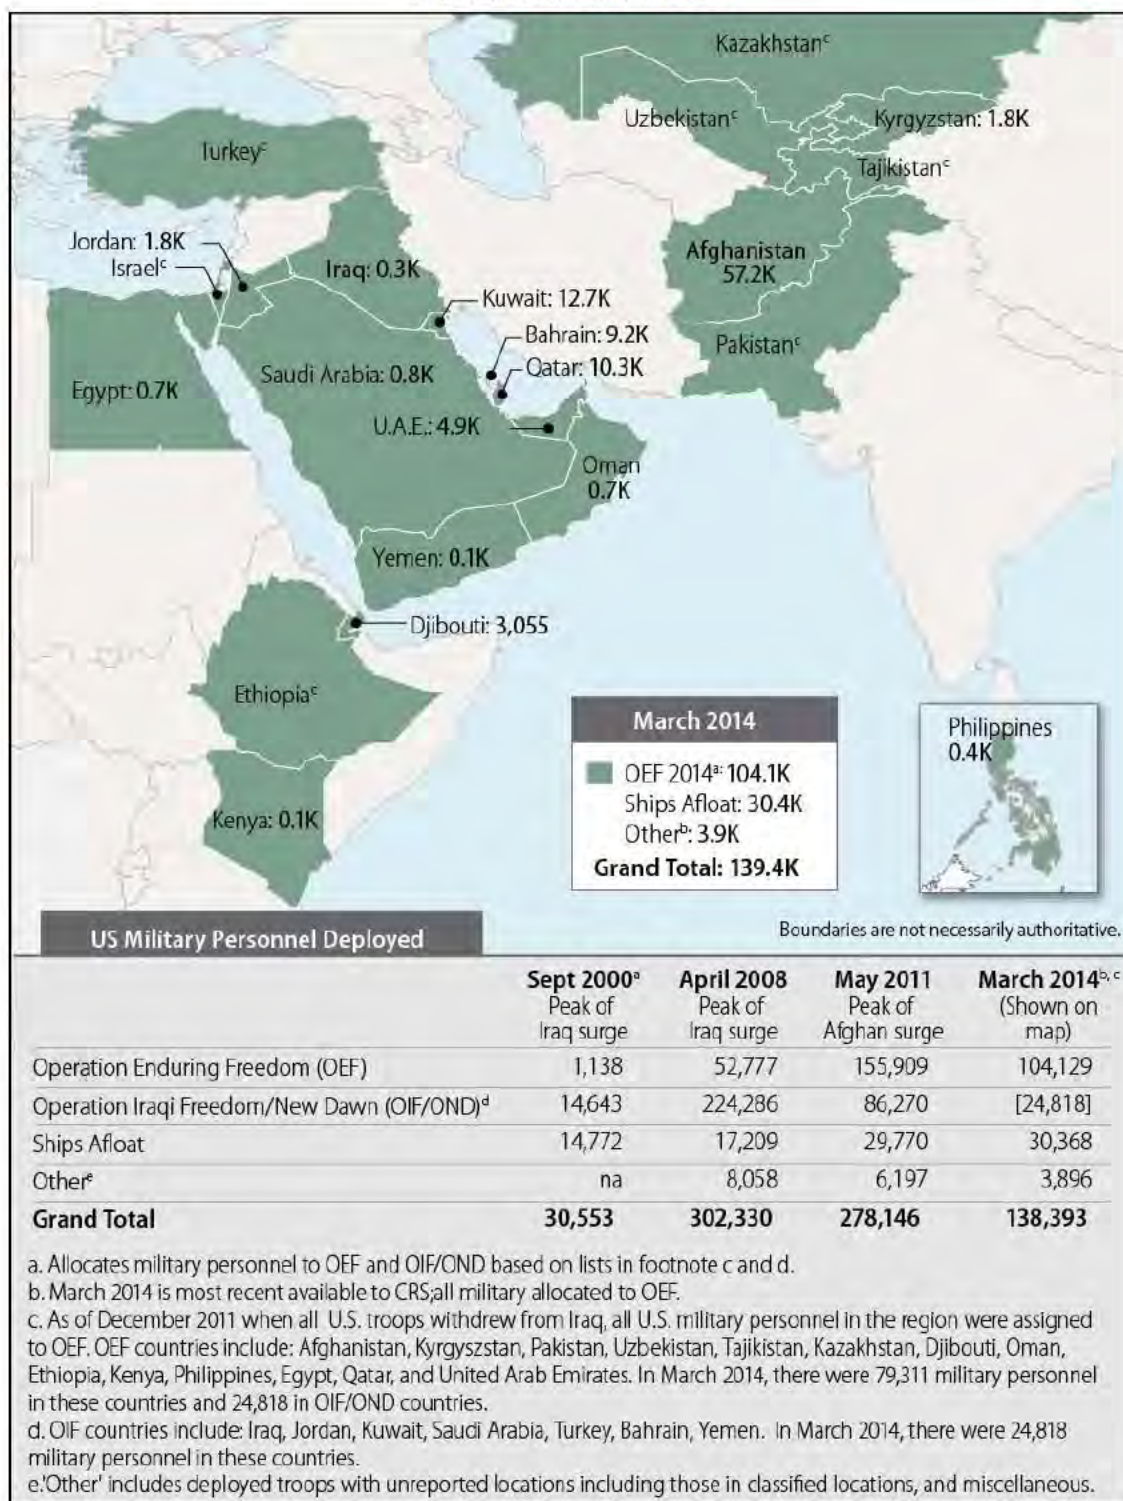 Kazakhstanᶜ
Uzbekistanᶜ
Kyrgyzstan: 1.8K
Turkeyᶜ
Tajikistanᶜ
Jordan: 1.8K
Israelᶜ
Iraq: 0.3K
Afghanistan
57.2K
Kuwait: 12.7K
Bahrain: 9.2K
Qatar: 10.3K
Pakistanᶜ
Egypt: 0.7K
Saudi Arabia: 0.8K
U.A.E.: 4.9K
Oman
0.7K
Yemen: 0.1K
Djibouti: 3,055
Ethiopiaᶜ
Kenya: 0.1K
March 2014
OEF 2014ᵃ: 104.1K
Ships Afloat: 30.4K
Otherᵇ: 3.9K
Grand Total: 139.4K
Philippines
0.4K
Boundaries are not necessarily authoritative.
US Military Personnel Deployed
Sept 2000ᵃ April 2008 May 2011 March 2014ᵇ, ᶜ
Peak of Peak of Peak of (Shown on
Iraq surge Iraq surge Afghan surge map)
Operation Enduring Freedom (OEF) 1,138 52,777 155,909 104,129
Operation Iraqi Freedom/New Dawn (OIF/OND)ᵈ 14,643 224,286 86,270 [24,818]
Ships Afloat 14,772 17,209 29,770 30,368
Otherᵉ na 8,058 6,197 3,896
Grand Total 30,553 302,330 278,146 138,393
a. Allocates military personnel to OEF and OIF/OND based on lists in footnote c and d.
b. March 2014 is most recent available to CRS;all military allocated to OEF.
c. As of December 2011 when all U.S. troops withdrew from Iraq, all U.S. military personnel in the region were assigned
to OEF. OEF countries include: Afghanistan, Kyrgyszstan, Pakistan, Uzbekistan, Tajikistan, Kazakhstan, Djibouti, Oman,
Ethiopia, Kenya, Philippines, Egypt, Qatar, and United Arab Emirates. In March 2014, there were 79,311 military personnel
in these countries and 24,818 in OIF/OND countries.
d. OIF countries include: Iraq, Jordan, Kuwait, Saudi Arabia, Turkey, Bahrain, Yemen. In March 2014, there were 24,818
military personnel in these countries.
e.'Other' includes deployed troops with unreported locations including those in classified locations, and miscellaneous.